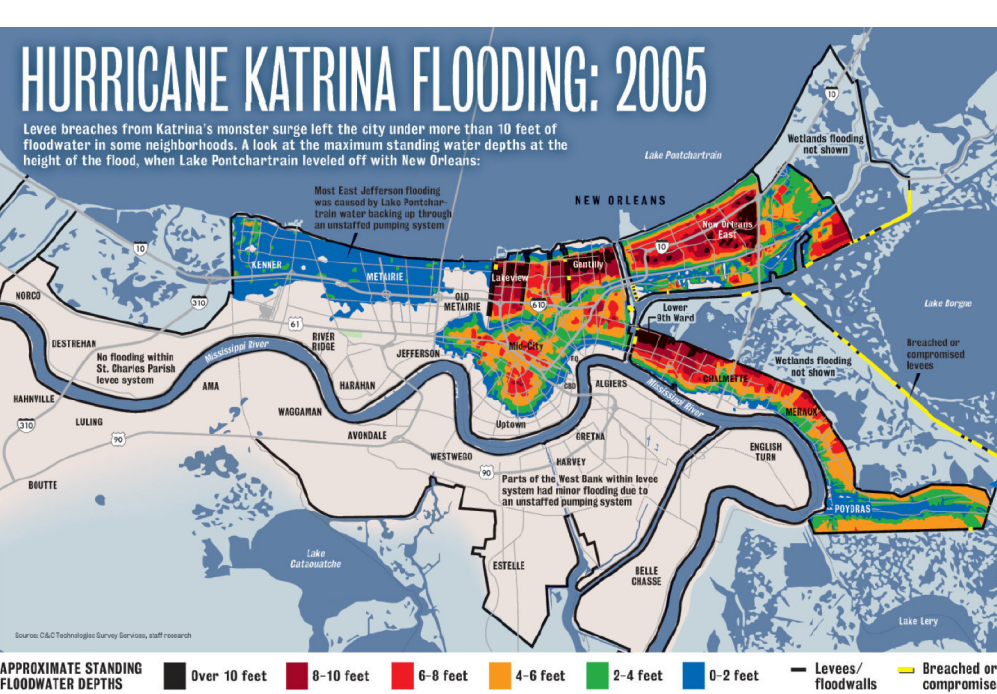 HURRICANE KATRINA FLOODING: 2005
Levee breaches from Katrina's monster surge left the city under more than 10 feet of
floodwater in some neighborhoods. A look at the maximum standing water depths at the
height of the flood, when Lake Pontchartrain leveled off with New Orleans:
10
Wetlands flooding
not shown
Lake Pontchartrain
Most East Jefferson flooding
was caused by Lake Pontchar-
train water backing up through
an unstaffed pumping system
NEW ORLEANS
New Orleans
East
10
10
KENNER
METAIRIE
Lakeview
Gentilly
310
NORCO
OLD
METAIRIE
610
Lower
9th Ward
Lake Borgne
61
DESTREHAN
RIVER
RIDGE
JEFFERSON
Mid-City
FQ
Breached or
compromised
levees
No flooding within
St. Charles Parish
levee system
Mississippi River
AMA
HARAHAN
CBD
ALGIERS
Mississippi River
CHALMETTE
Wetlands flooding
not shown
HAHNVILLE
WAGGAMAN
MERAUX
310
LULING
90
AVONDALE
Uptown
GRETNA
ENGLISH
TURN
WESTWEGO
HARVEY
90
BOUTTE
Parts of the West Bank within levee
system had minor flooding due to
an unstaffed pumping system
POYDRAS
Lake
Cataouatche
ESTELLE
BELLE
CHASSE
Lake Lery
Source: C&C Technologies Survey Services, staff research
APPROXIMATE STANDING
FLOODWATER DEPTHS
Over 10 feet
8-10 feet
6-8 feet
4-6 feet
2-4 feet
0-2 feet
Levees/
floodwalls
Breached or
compromise